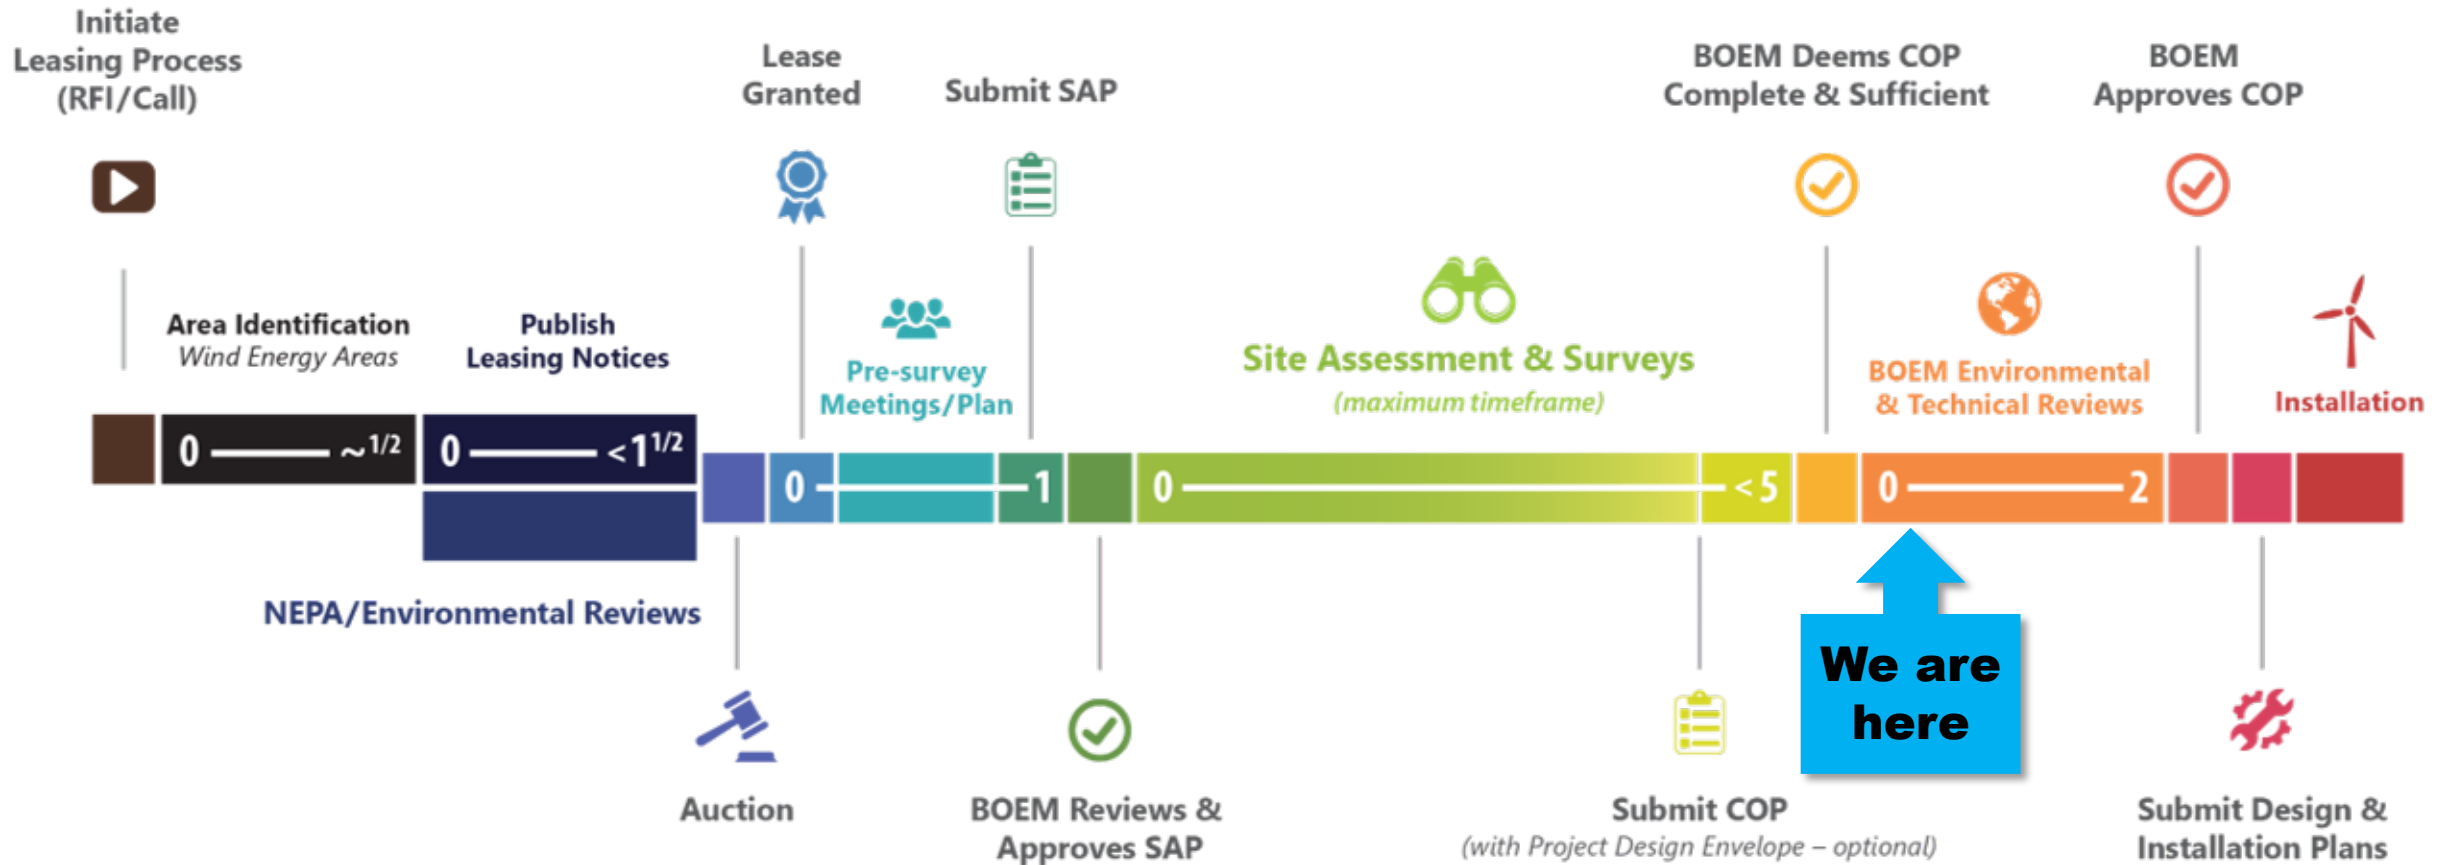 Initiate
Leasing Process
(RFI/Call)
Lease
Granted
Submit SAP
BOEM Deems COP
Complete & Sufficient
BOEM
Approves COP
Area Identification
Wind Energy Areas
Publish
Leasing Notices
Pre-survey
Meetings/Plan
Site Assessment & Surveys
(maximum timeframe)
BOEM Environmental
& Technical Reviews
Installation
0 ~1/2
0 <1 1/2
0 1
0 <5
0 2
NEPA/Environmental Reviews
We are
here
Auction
BOEM Reviews &
Approves SAP
Submit COP
(with Project Design Envelope – optional)
Submit Design &
Installation Plans